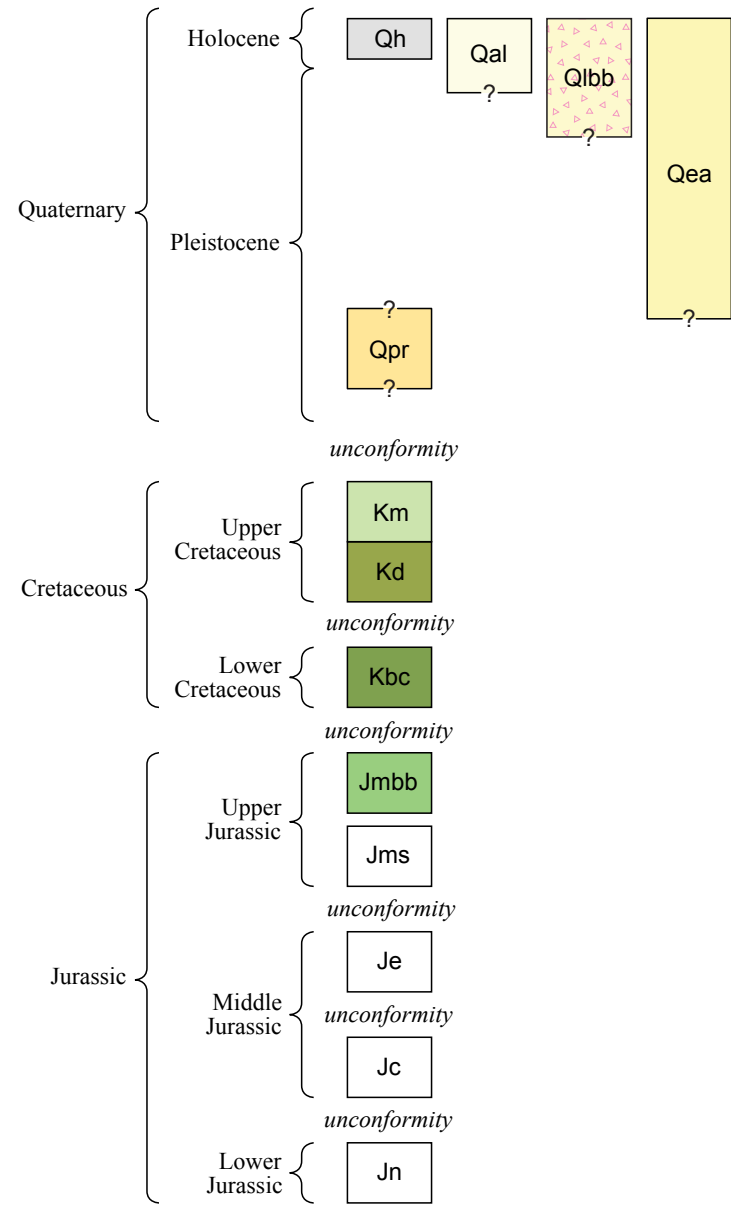 Holocene
Qh
Qal
?
Qlbb
?
Qea
?
Quaternary
Pleistocene
?
Qpr
?
unconformity
Km
Upper
Cretaceous
Kd
Cretaceous
unconformity
Lower
Cretaceous
Kbc
unconformity
Jmbb
Upper
Jurassic
Jms
unconformity
Je
Jurassic
Middle
Jurassic
unconformity
Jc
unconformity
Lower
Jurassic
Jn